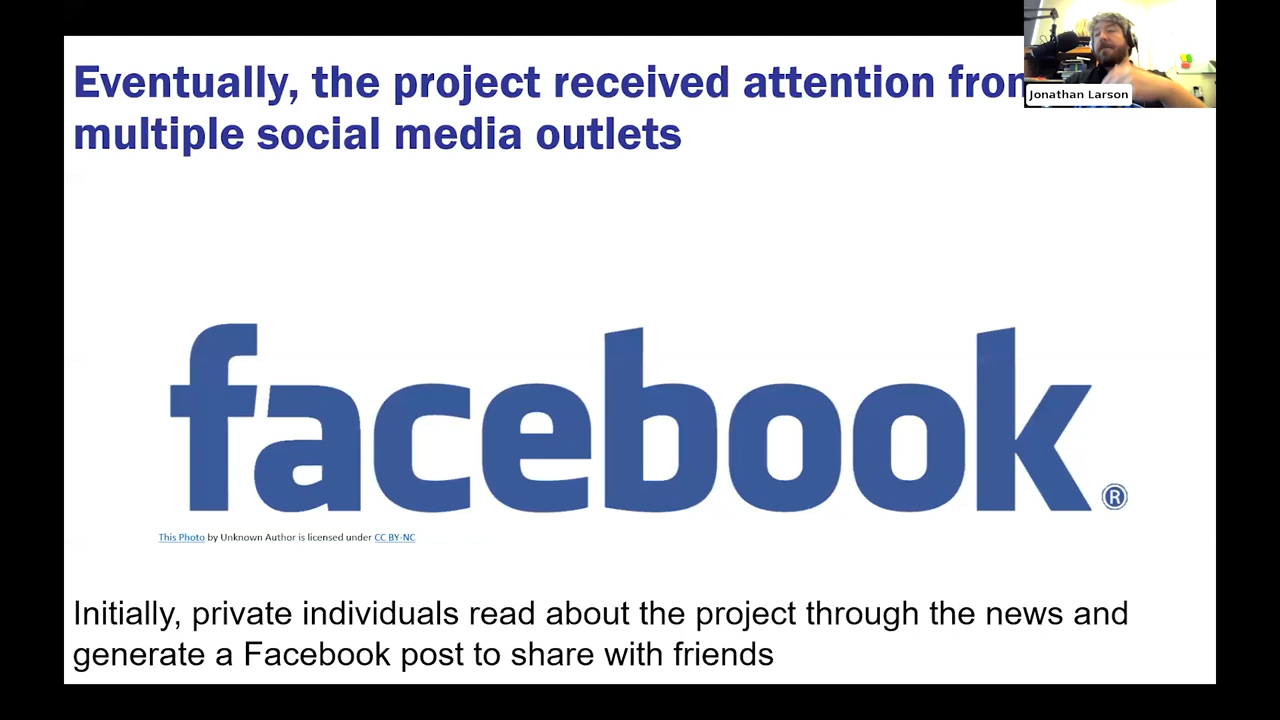 Eventually, the project received attention from
multiple social media outlets
Jonathan Larson
facebook®
This Photo by Unknown Author is licensed under CC BY-NC
Initially, private individuals read about the project through the news and
generate a Facebook post to share with friends